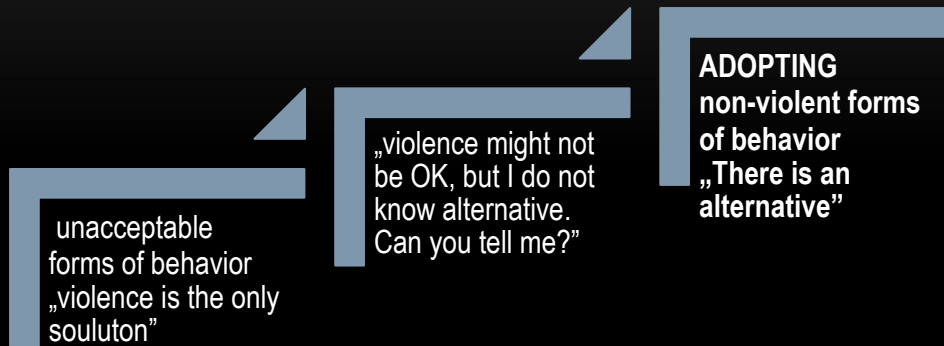 unacceptable
forms of behavior
„violence is the only
souluton”
„violence might not
be OK, but I do not
know alternative.
Can you tell me?”
ADOPTING
non-violent forms
of behavior
„There is an
alternative”